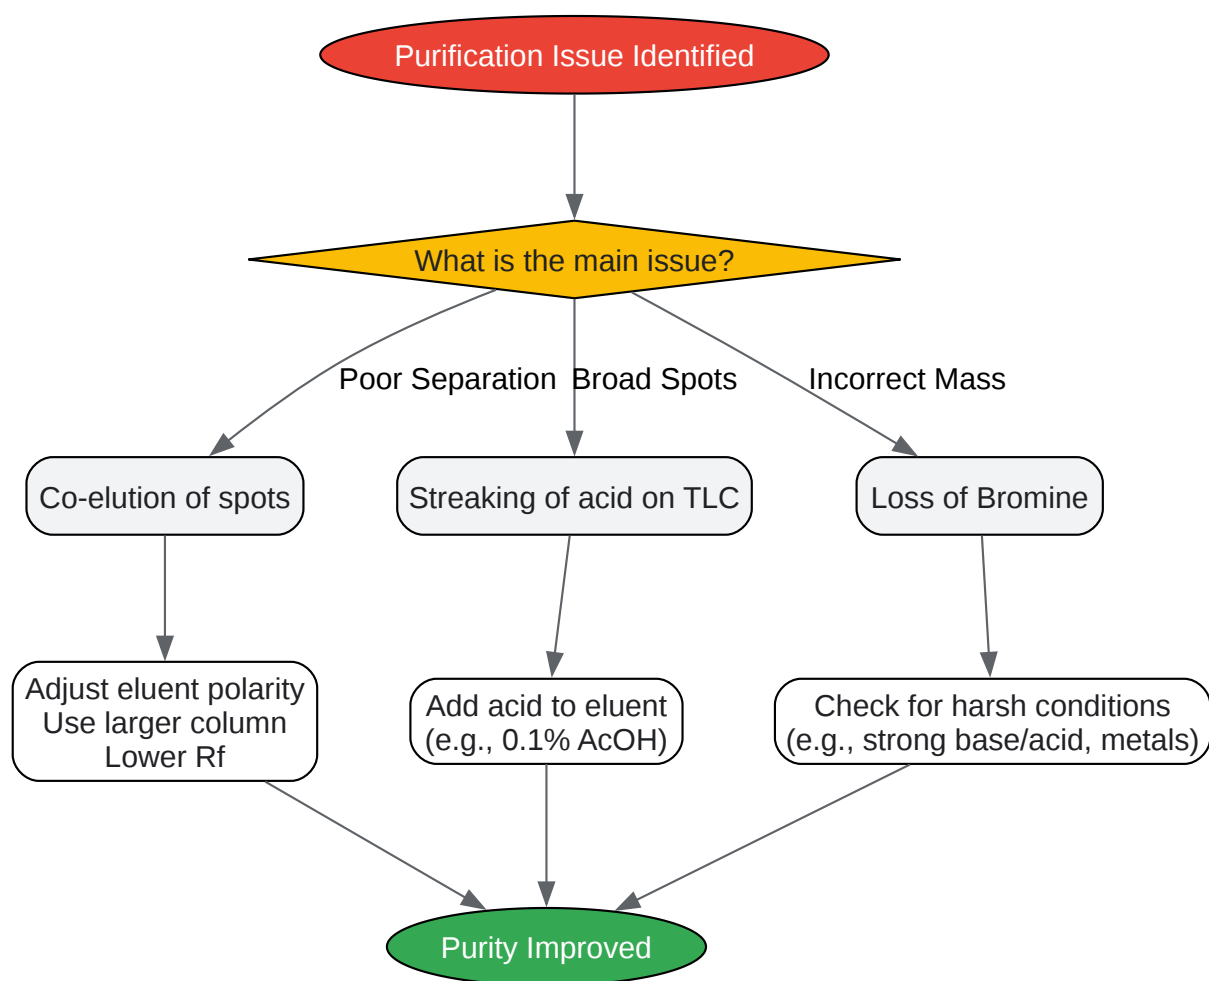 Purification Issue Identified
What is the main issue?
Poor Separation
Broad Spots
Incorrect Mass
Co-elution of spots
Streaking of acid on TLC
Loss of Bromine
Adjust eluent polarity
Use larger column
Lower Rf
Add acid to eluent
(e.g., 0.1% AcOH)
Check for harsh conditions
(e.g., strong base/acid, metals)
Purity Improved